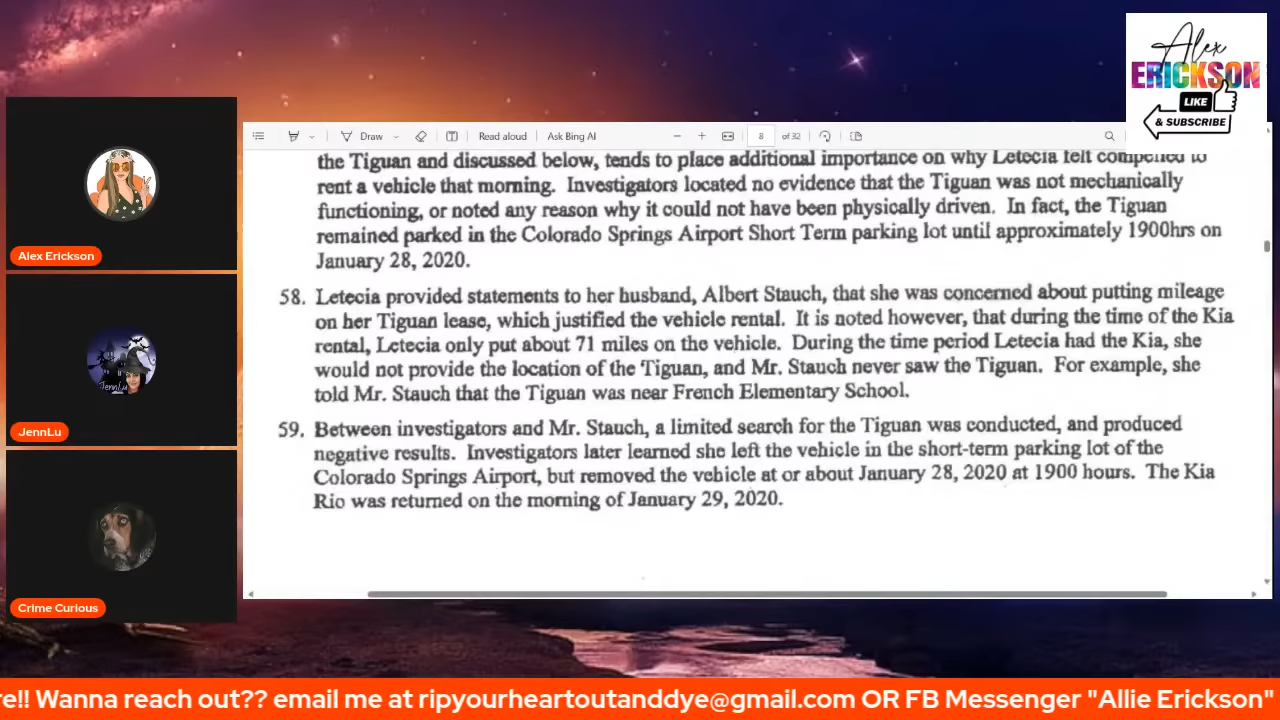 Alex
ERICKSON
LIKE
& SUBSCRIBE
Draw
Read aloud
Ask Bing AI
8
of 32
the Tiguan and discussed below, tends to place additional importance on why Letecia felt compelled to
rent a vehicle that morning. Investigators located no evidence that the Tiguan was not mechanically
functioning, or noted any reason why it could not have been physically driven. In fact, the Tiguan
remained parked in the Colorado Springs Airport Short Term parking lot until approximately 1900hrs on
January 28, 2020.
58. Letecia provided statements to her husband, Albert Stauch, that she was concerned about putting mileage
on her Tiguan lease, which justified the vehicle rental. It is noted however, that during the time of the Kia
rental, Letecia only put about 71 miles on the vehicle. During the time period Letecia had the Kia, she
would not provide the location of the Tiguan, and Mr. Stauch never saw the Tiguan. For example, she
told Mr. Stauch that the Tiguan was near French Elementary School.
59. Between investigators and Mr. Stauch, a limited search for the Tiguan was conducted, and produced
negative results. Investigators later learned she left the vehicle in the short-term parking lot of the
Colorado Springs Airport, but removed the vehicle at or about January 28, 2020 at 1900 hours. The Kia
Rio was returned on the morning of January 29, 2020.
Alex Erickson
JennLu
JennLu
Crime Curious
re!! Wanna reach out?? email me at ripyourheartoutanddye@gmail.com OR FB Messenger "Allie Erickson"